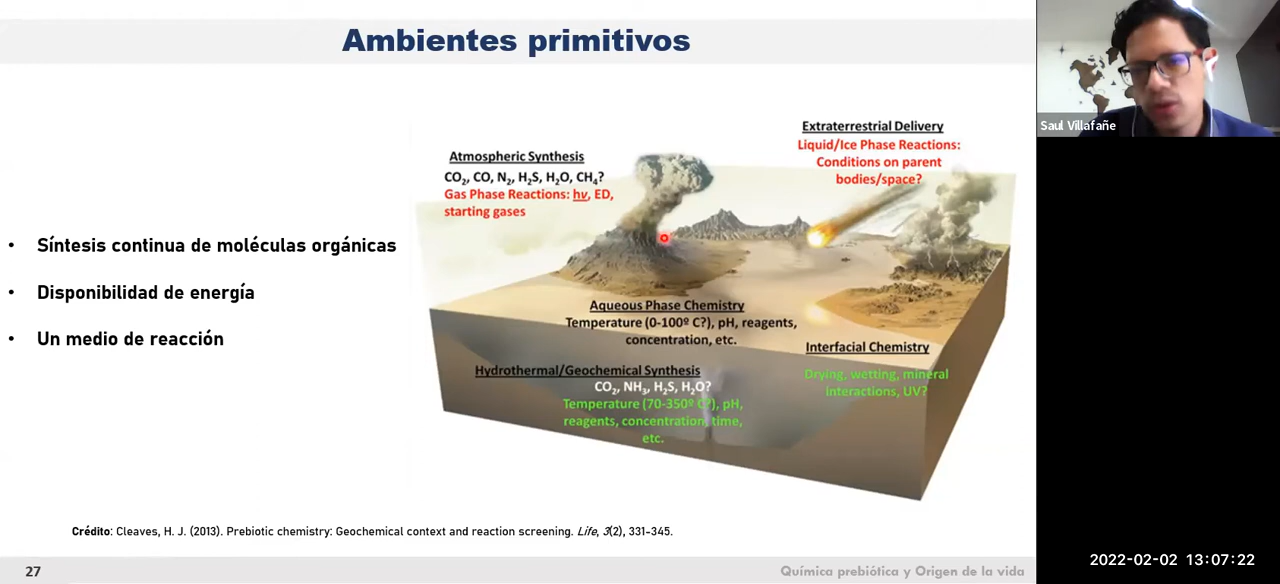 Ambientes primitivos
Saul Villafañe
Extraterrestrial Delivery
Liquid/Ice Phase Reactions:
Conditions on parent
bodies/space?
Atmospheric Synthesis
CO₂, CO, N₂, H₂S, H₂O, CH₄?
Gas Phase Reactions: hν, ED,
starting gases
• Síntesis continua de moléculas orgánicas
• Disponibilidad de energía
• Un medio de reacción
Aqueous Phase Chemistry
Temperature (0-100º C?), pH, reagents,
concentration, etc.
Interfacial Chemistry
Drying, wetting, mineral
interactions, UV?
Hydrothermal/Geochemical Synthesis
CO₂, NH₃, H₂S, H₂O?
Temperature (70-350º C?), pH,
reagents, concentration, time,
etc.
Crédito: Cleaves, H. J. (2013). Prebiotic chemistry: Geochemical context and reaction screening. Life, 3(2), 331-345.
27
Química prebiótica y Origen de la vida
2022-02-02 13:07:22